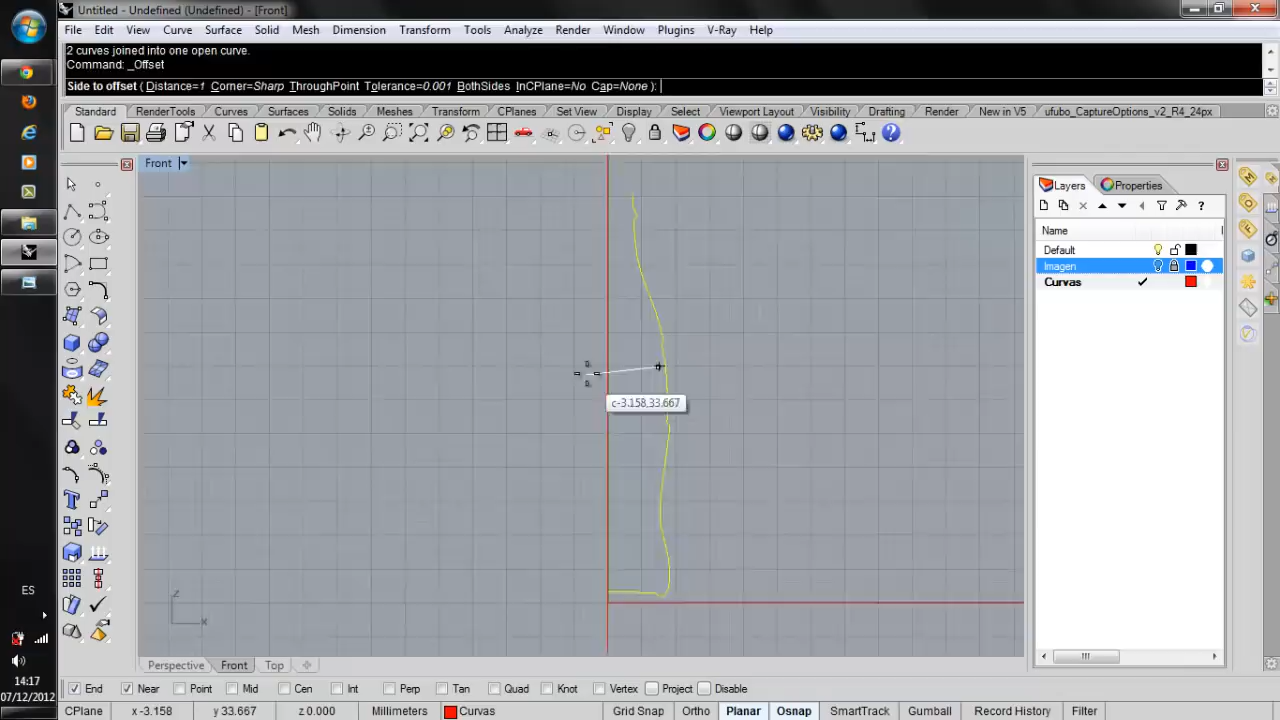 Untitled - Undefined (Undefined) - [Front]
File Edit View Curve Surface Solid Mesh Dimension Transform Tools Analyze Render Window Plugins V-Ray Help
2 curves joined into one open curve.
Command: _Offset
Side to offset ( Distance=1 Corner=Sharp ThroughPoint Tolerance=0.001 BothSides InCPlane=No Cap=None ):
Standard RenderTools Curves Surfaces Solids Meshes Transform CPlanes Set View Display Select Viewport Layout Visibility Drafting Render New in V5 ufubo_CaptureOptions_v2_R4_24px
Front
Layers Properties
Name
Default
Imagen
Curvas
c-3.158,33.667
z
x
ES
Perspective Front Top
14:17
07/12/2012
End Near Point Mid Cen Int Perp Tan Quad Knot Vertex Project Disable
CPlane x -3.158 y 33.667 z 0.000 Millimeters Curvas Grid Snap Ortho Planar Osnap SmartTrack Gumball Record History Filter